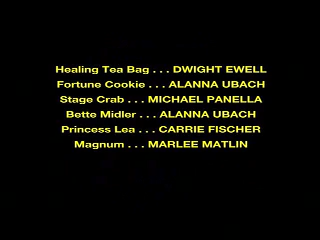 Healing Tea Bag . . . DWIGHT EWELL
Fortune Cookie . . . ALANNA UBACH
Stage Crab . . . MICHAEL PANELLA
Bette Midler . . . ALANNA UBACH
Princess Lea . . . CARRIE FISCHER
Magnum . . . MARLEE MATLIN